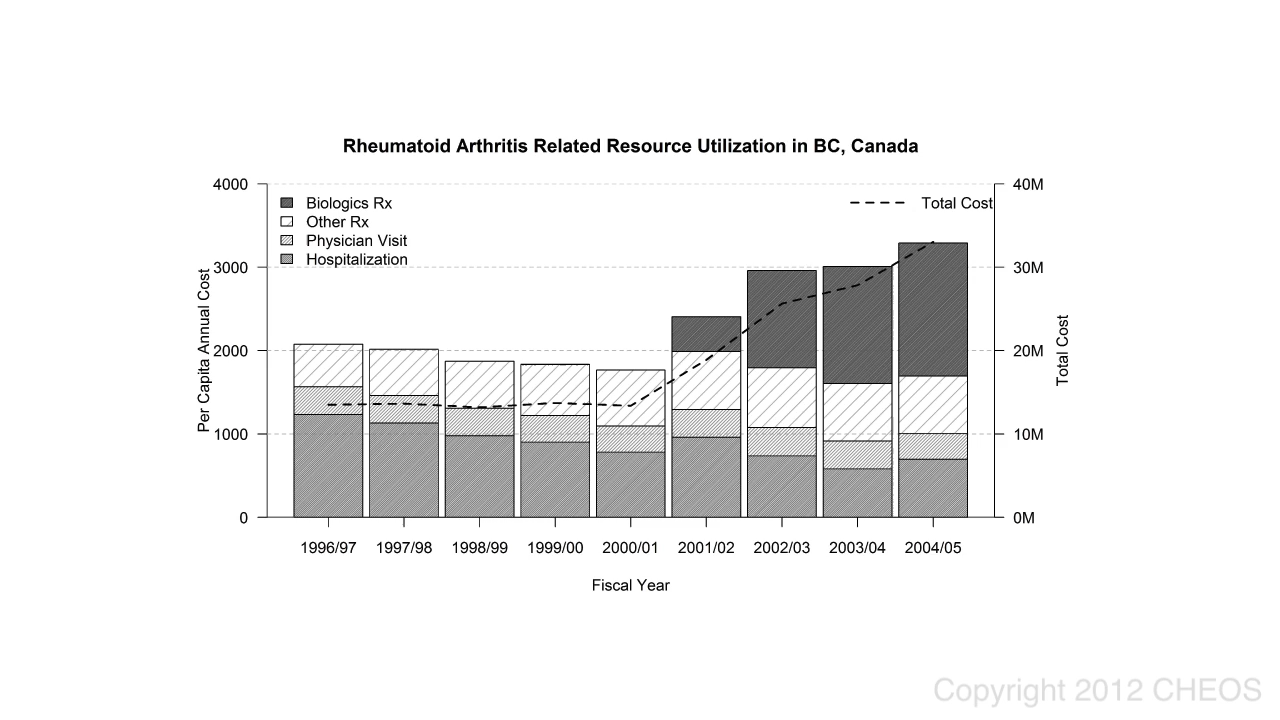 Rheumatoid Arthritis Related Resource Utilization in BC, Canada
4000
3000
2000
1000
0
Per Capita Annual Cost
Biologics Rx
Other Rx
Physician Visit
Hospitalization
Total Cost
40M
30M
20M
10M
0M
Total Cost
1996/97 1997/98 1998/99 1999/00 2000/01 2001/02 2002/03 2003/04 2004/05
Fiscal Year
Copyright 2012 CHEOS